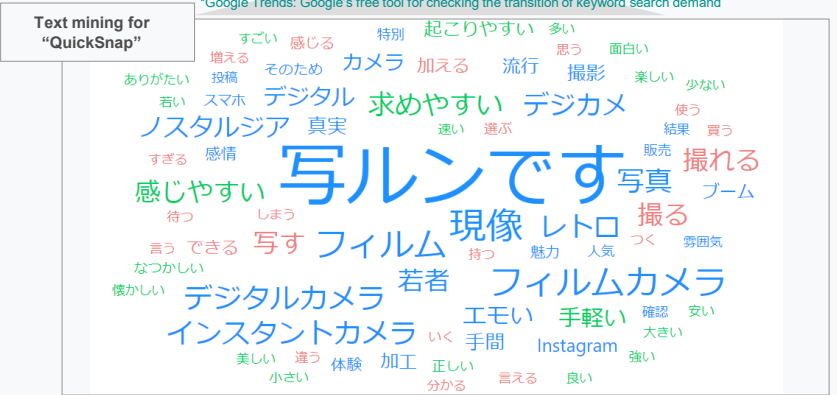 "Google Trends: Google's free tool for checking the transition of keyword search demand
Text mining for
“QuickSnap”
すごい 感じる 特別 起こりやすい 多い
増える そのため カメラ 加える 流行 思う 面白い
ありがたい 投稿 撮影 楽しい 少ない
若い スマホ デジタル 求めやすい デジカメ 使う
ノスタルジア 真実 速い 選ぶ 結果 買う
すぎる 感情 写ルンです 販売 撮れる
感じやすい 写真 ブーム
待つ しまう 現像 レトロ 撮る
言う できる 写す フィルム 持つ 魅力 人気 つく 雰囲気
なつかしい
懐かしい デジタルカメラ 若者 フィルムカメラ
インスタントカメラ エモい 手軽い 確認 安い
いく 手間 Instagram 大きい
美しい 違う 体験 加工 正しい 強い
小さい 分かる 言える 良い